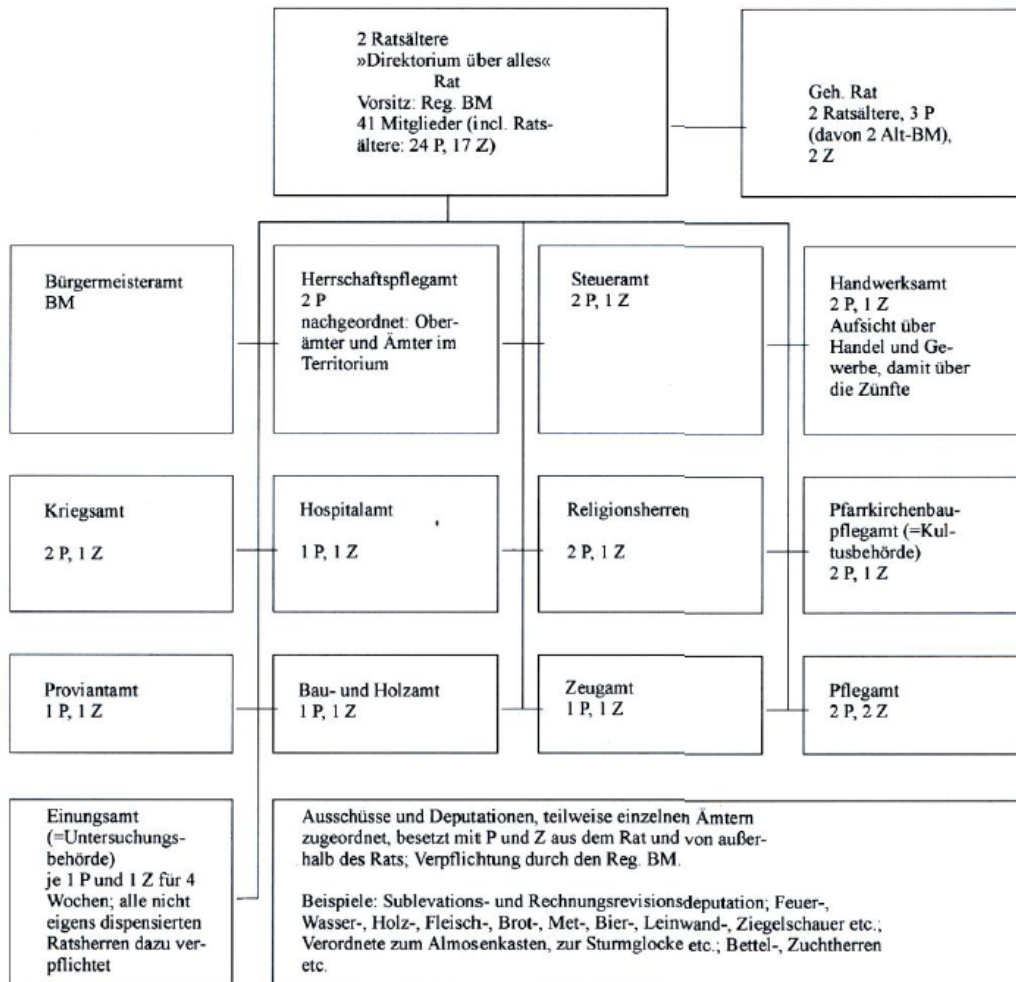 2 Ratsältere
»Direktorium über alles«
Rat
Vorsitz: Reg. BM
41 Mitglieder (incl. Rats-
ältere: 24 P, 17 Z)
Geh. Rat
2 Ratsältere, 3 P
(davon 2 Alt-BM),
2 Z
Bürgermeisteramt
BM
Herrschaftspflegamt
2 P
nachgeordnet: Ober-
ämter und Ämter im
Territorium
Steueramt
2 P, 1 Z
Handwerksamt
2 P, 1 Z
Aufsicht über
Handel und Ge-
werbe, damit über
die Zünfte
Kriegsamt
2 P, 1 Z
Hospitalamt
1 P, 1 Z
Religionsherren
2 P, 1 Z
Pfarrkirchenbau-
pflegamt (=Kul-
tusbehörde)
2 P, 1 Z
Proviantamt
1 P, 1 Z
Bau- und Holzamt
1 P, 1 Z
Zeugamt
1 P, 1 Z
Pflegamt
2 P, 2 Z
Einungsamt
(=Untersuchungs-
behörde)
je 1 P und 1 Z für 4
Wochen; alle nicht
eigens dispensierten
Ratsherren dazu ver-
pflichtet
Ausschüsse und Deputationen, teilweise einzelnen Ämtern
zugeordnet, besetzt mit P und Z aus dem Rat und von außer-
halb des Rats; Verpflichtung durch den Reg. BM.
Beispiele: Sublevations- und Rechnungsrevisionsdeputation; Feuer-,
Wasser-, Holz-, Fleisch-, Brot-, Met-, Bier-, Leinwand-, Ziegelschauer etc.;
Verordnete zum Almosenkasten, zur Sturmglocke etc.; Bettel-, Zuchtherren
etc.